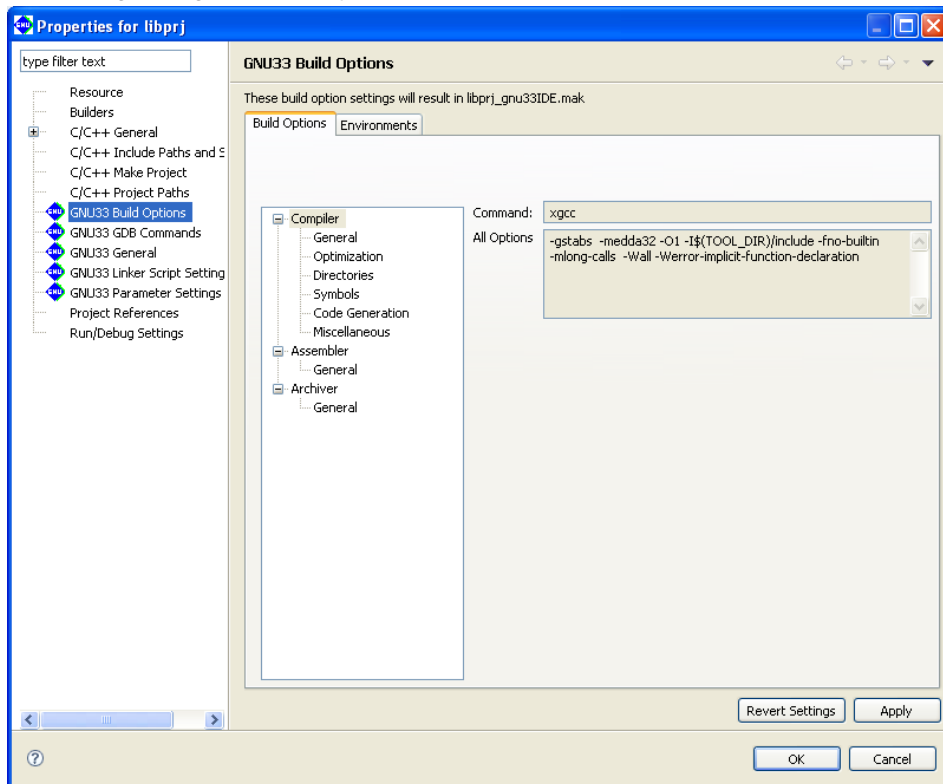 Properties for libprj
type filter text
Resource
Builders
C/C++ General
C/C++ Include Paths and S
C/C++ Make Project
C/C++ Project Paths
GNU33 Build Options
GNU33 GDB Commands
GNU33 General
GNU33 Linker Script Setting
GNU33 Parameter Settings
Project References
Run/Debug Settings
GNU33 Build Options
These build option settings will result in libprj_gnu33IDE.mak
Build Options Environments
Compiler
General
Optimization
Directories
Symbols
Code Generation
Miscellaneous
Assembler
General
Archiver
General
Command: xgcc
All Options -gstabs -medda32 -O1 -I$(TOOL_DIR)/include -fno-builtin
-mlong-calls -Wall -Werror-implicit-function-declaration
Revert Settings Apply
OK Cancel